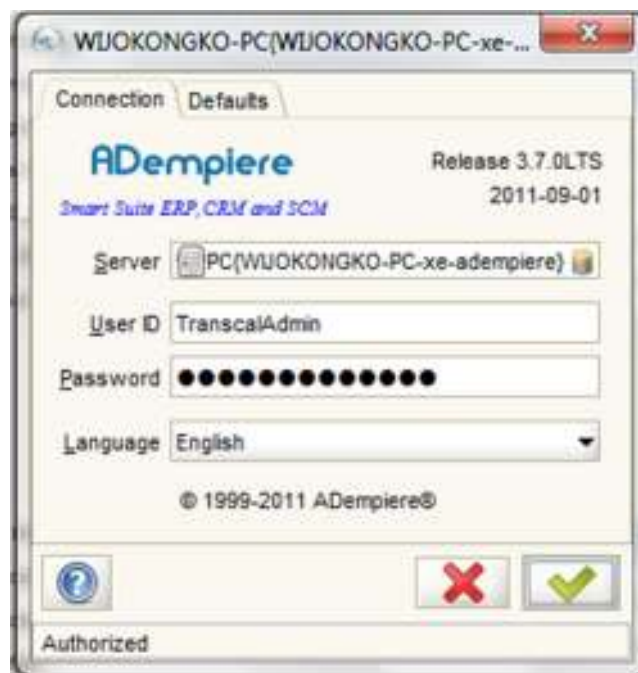 WIJOKONGKO-PC{WIJOKONGKO-PC-xe-...
Connection Defaults
ADempiere
Release 3.7.0LTS
Smart Suite ERP, CRM and SCM
2011-09-01
Server PC{WIJOKONGKO-PC-xe-adempiere}
User ID TranscalAdmin
Password ●●●●●●●●●●●●●
Language English
© 1999-2011 ADempiere®
Authorized